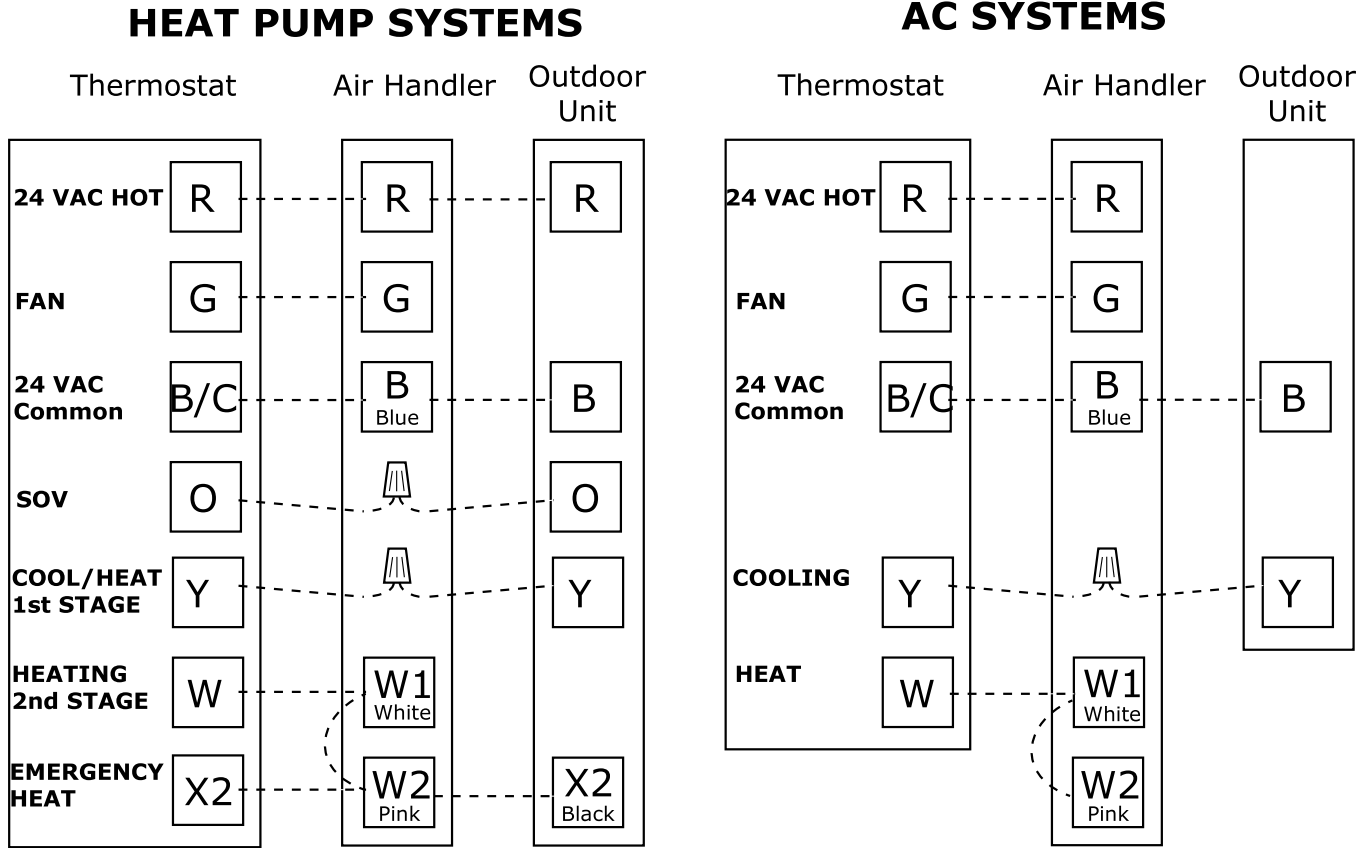 HEAT PUMP SYSTEMS
Thermostat
Air Handler
Outdoor
Unit
24 VAC HOT
R
R
R
FAN
G
G
24 VAC
Common
B/C
B
Blue
B
SOV
O
O
COOL/HEAT
1st STAGE
Y
Y
HEATING
2nd STAGE
W
W1
White
EMERGENCY
HEAT
X2
W2
Pink
X2
Black
AC SYSTEMS
Thermostat
Air Handler
Outdoor
Unit
24 VAC HOT
R
R
FAN
G
G
24 VAC
Common
B/C
B
Blue
B
COOLING
Y
Y
HEAT
W
W1
White
W2
Pink